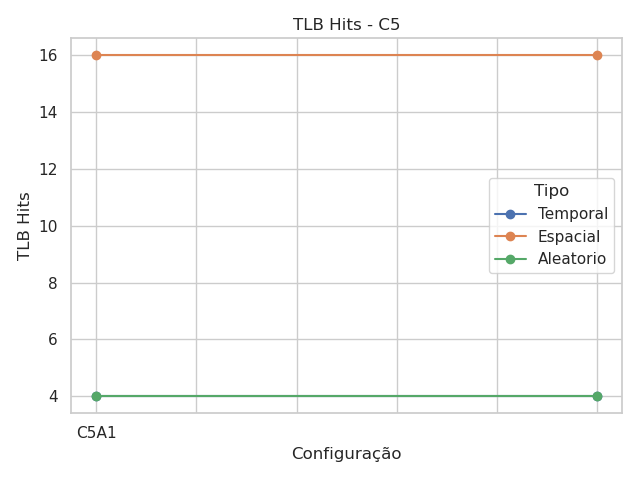 TLB Hits - C5
TLB Hits
16
14
12
10
8
6
4
Tipo
Temporal
Espacial
Aleatorio
C5A1
Configuração